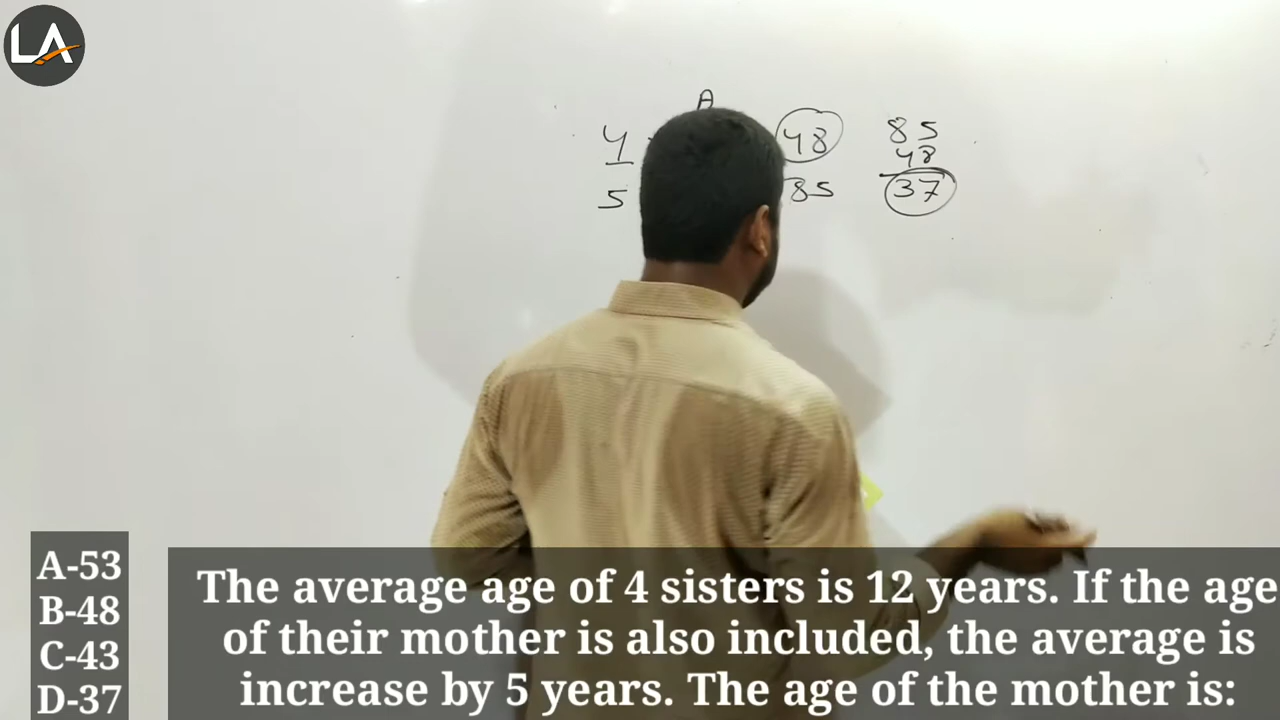 LA
A
4 48 85
48
5 85 37
A-53
B-48
C-43
D-37
The average age of 4 sisters is 12 years. If the age
of their mother is also included, the average is
increase by 5 years. The age of the mother is: